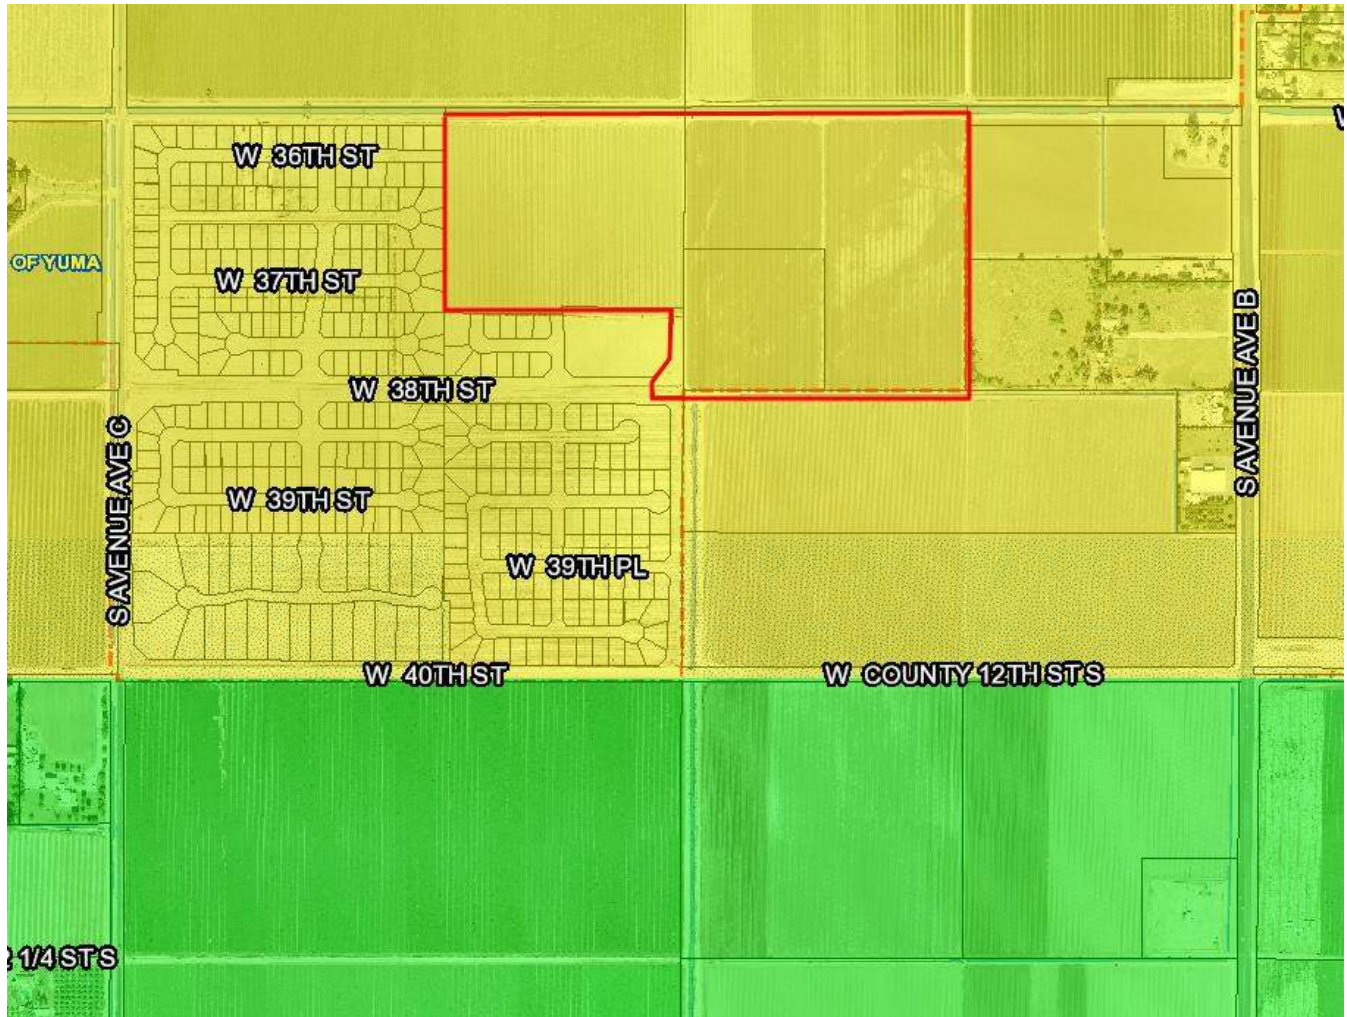 W 36TH ST
OF YUMA
W 37TH ST
W 38TH ST
S AVENUE AVE B
S AVENUE AVE C
W 39TH ST
W 39TH PL
W 40TH ST
W COUNTY 12TH ST S
1/4 ST S